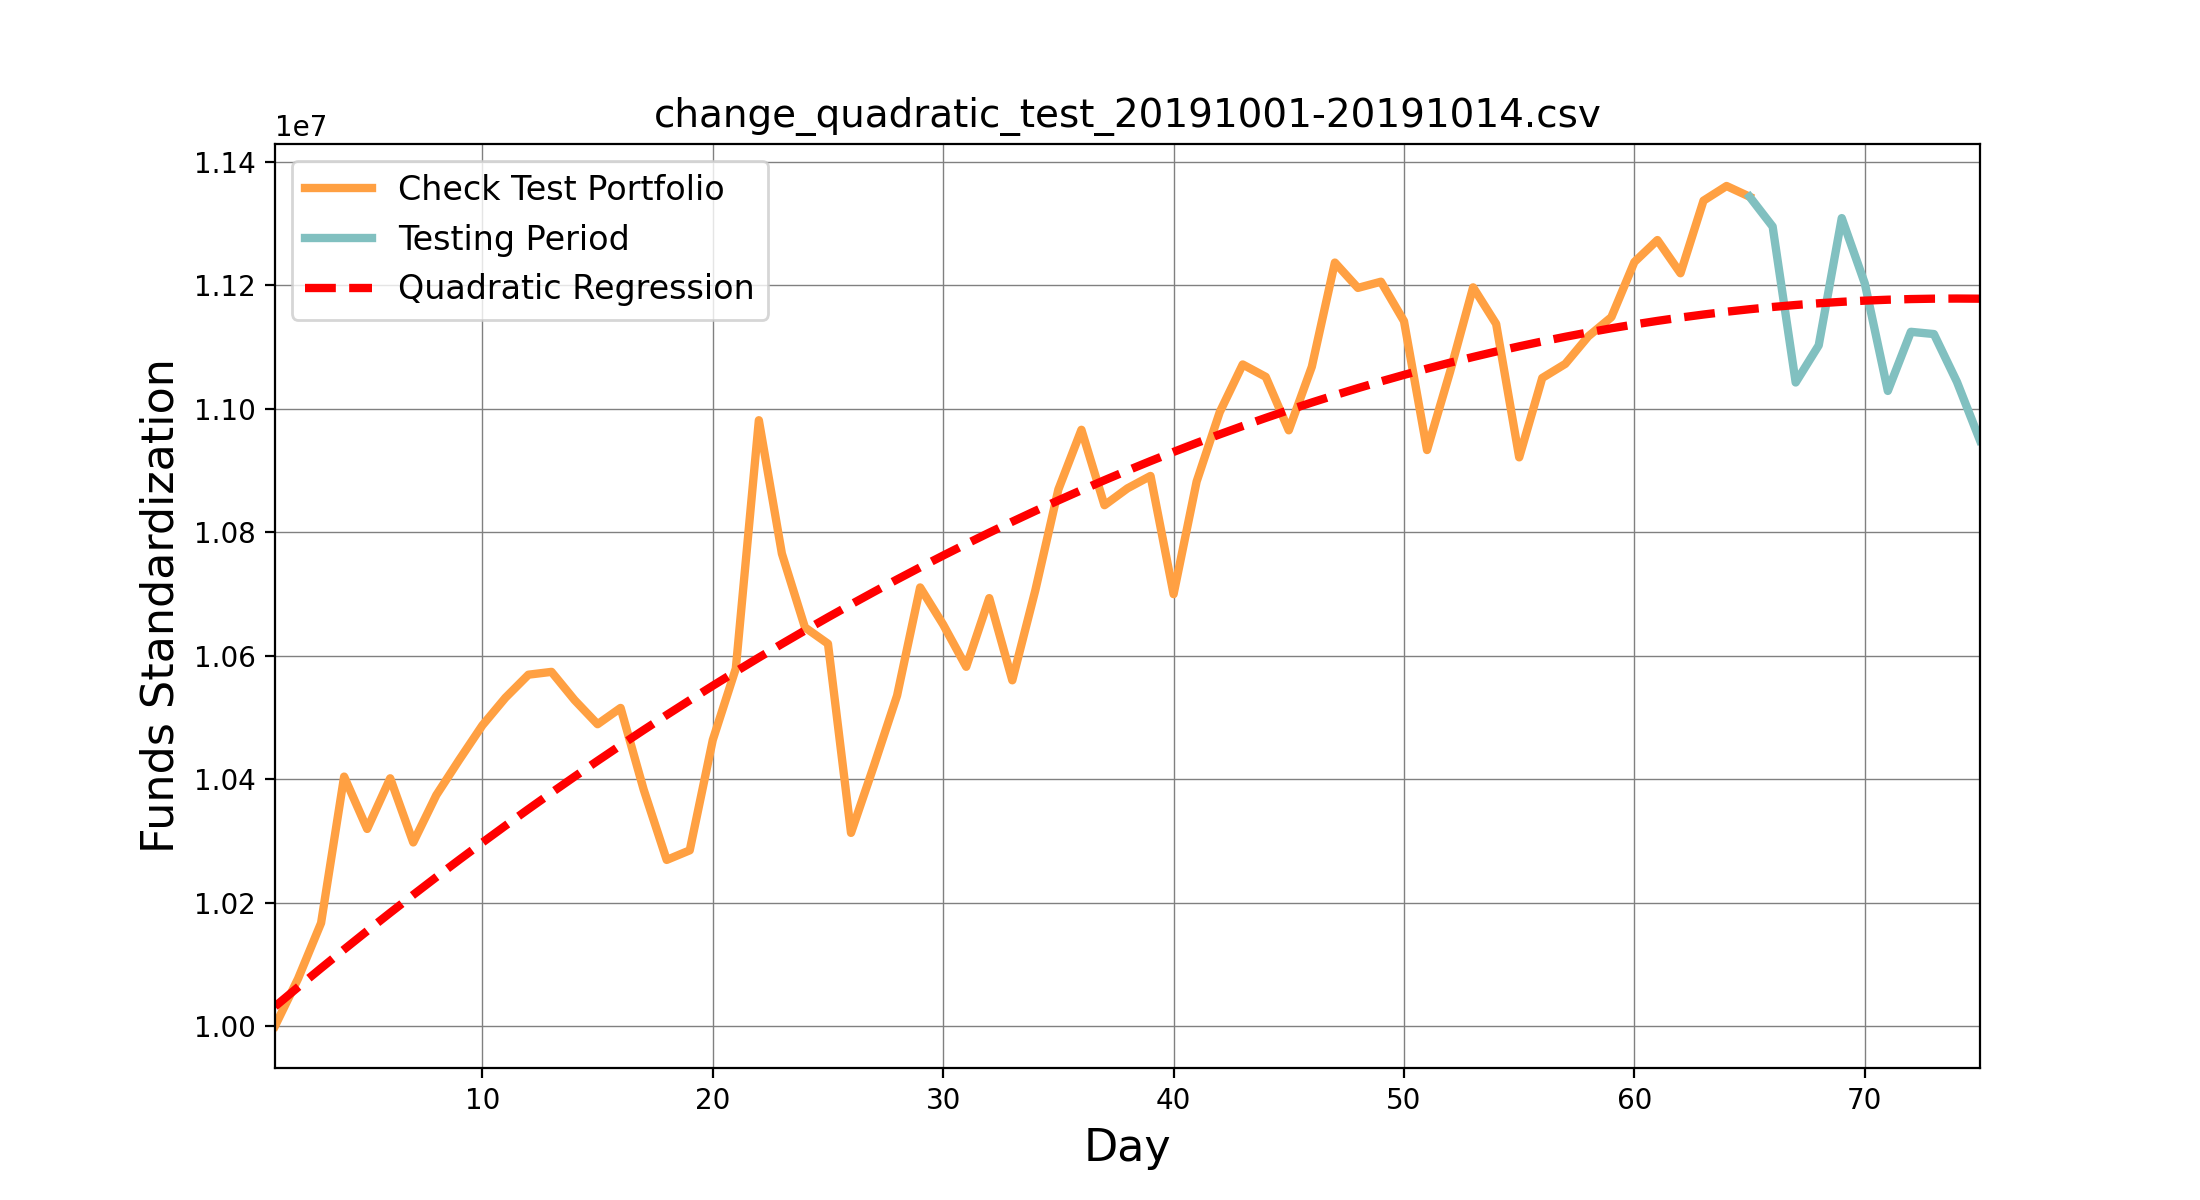 change_quadratic_test_20191001-20191014.csv
1e7
Check Test Portfolio
Testing Period
Quadratic Regression
1.14
1.12
1.10
1.08
1.06
1.04
1.02
1.00
Funds Standardization
10 20 30 40 50 60 70
Day